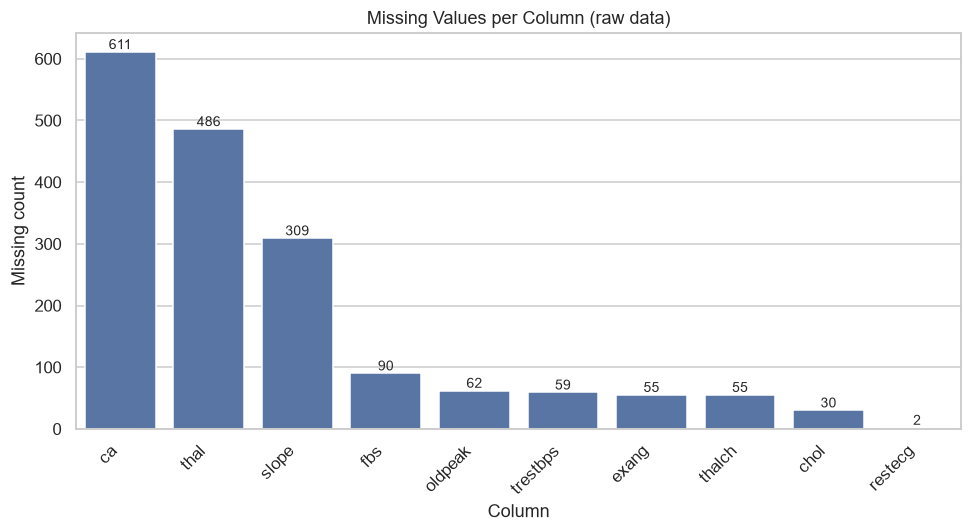 Missing Values per Column (raw data)
Missing count
600
500
400
300
200
100
0
611
486
309
90
62
59
55
55
30
2
ca
thal
slope
fbs
oldpeak
trestbps
exang
thalch
chol
restecg
Column